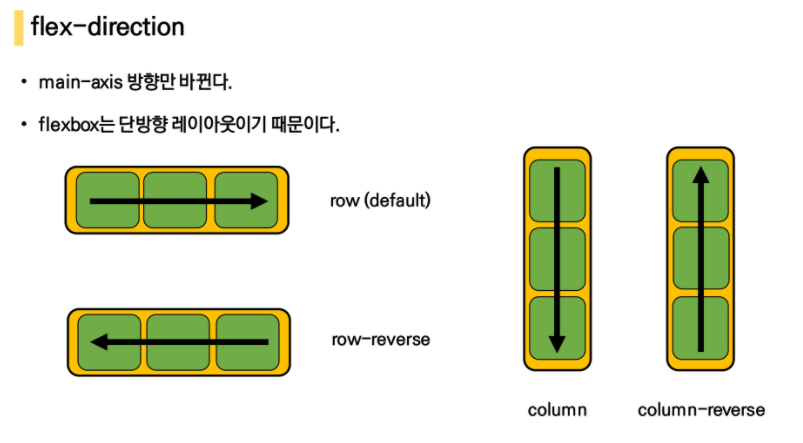 flex-direction
• main-axis 방향만 바뀐다.
• flexbox는 단방향 레이아웃이기 때문이다.
row (default)
row-reverse
column
column-reverse